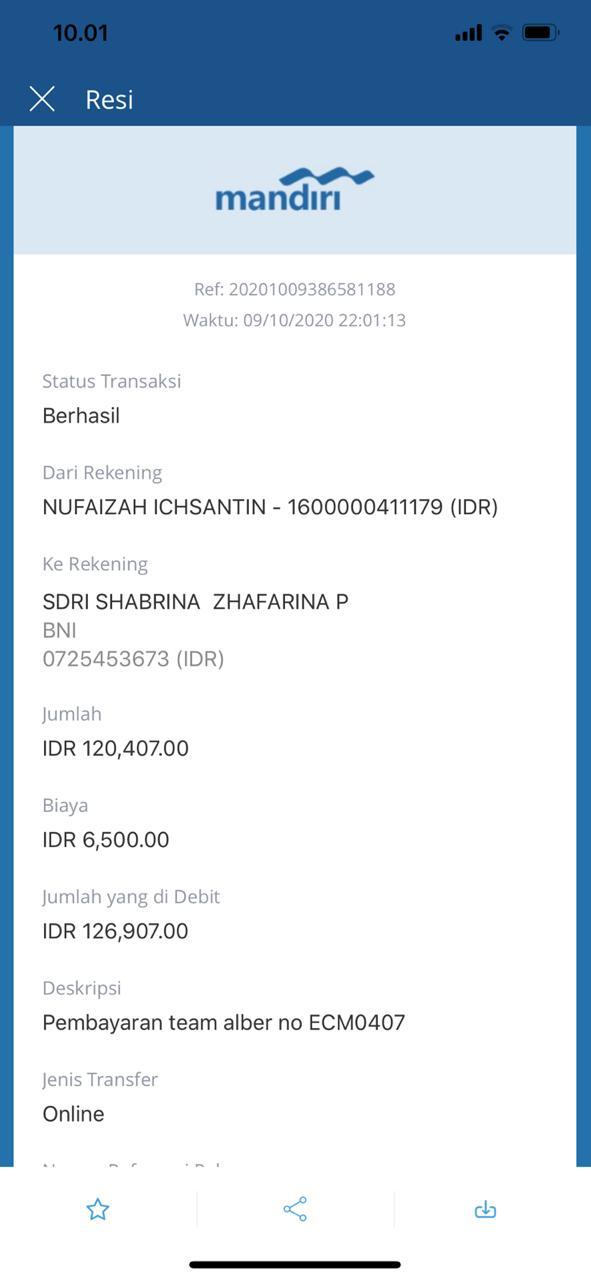 10.01
Resi
mandiri
Ref: 20201009386581188
Waktu: 09/10/2020 22:01:13
Status Transaksi
Berhasil
Dari Rekening
NUFAIZAH ICHSANTIN - 1600000411179 (IDR)
Ke Rekening
SDRI SHABRINA  ZHAFARINA P
BNI
0725453673 (IDR)
Jumlah
IDR 120,407.00
Biaya
IDR 6,500.00
Jumlah yang di Debit
IDR 126,907.00
Deskripsi
Pembayaran team alber no ECM0407
Jenis Transfer
Online